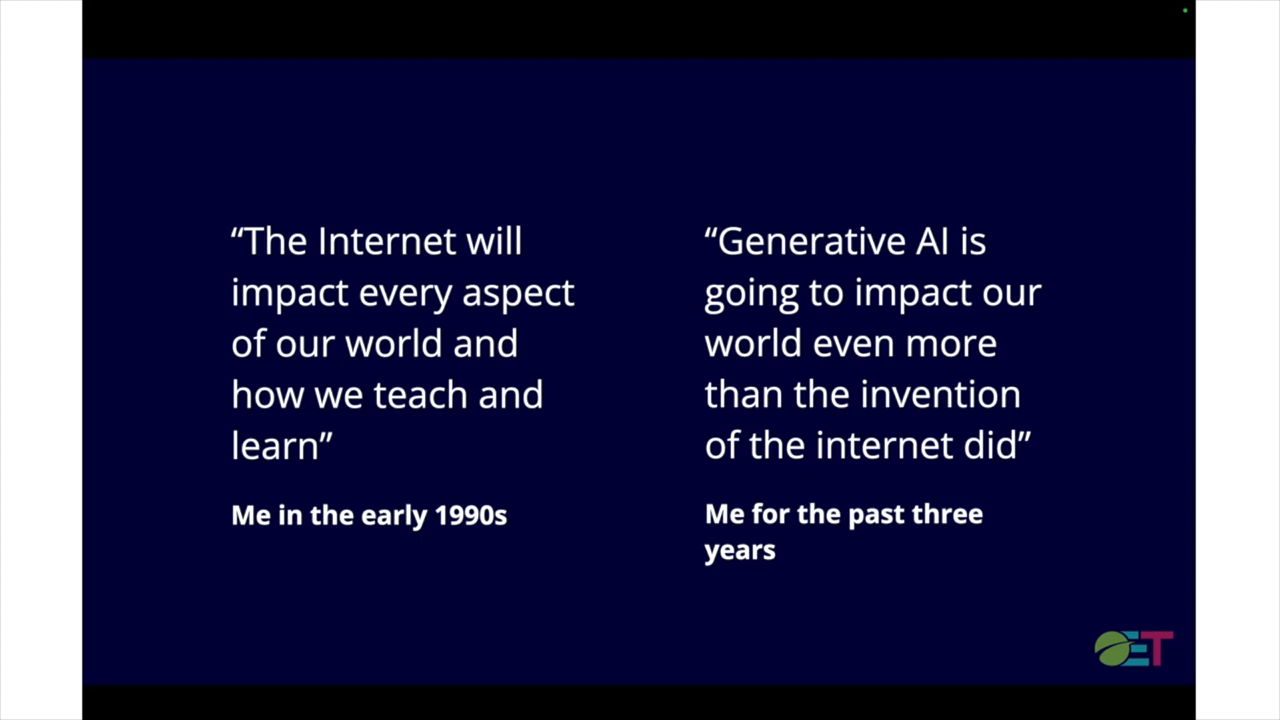 “The Internet will
impact every aspect
of our world and
how we teach and
learn”
Me in the early 1990s
“Generative AI is
going to impact our
world even more
than the invention
of the internet did”
Me for the past three
years
ET